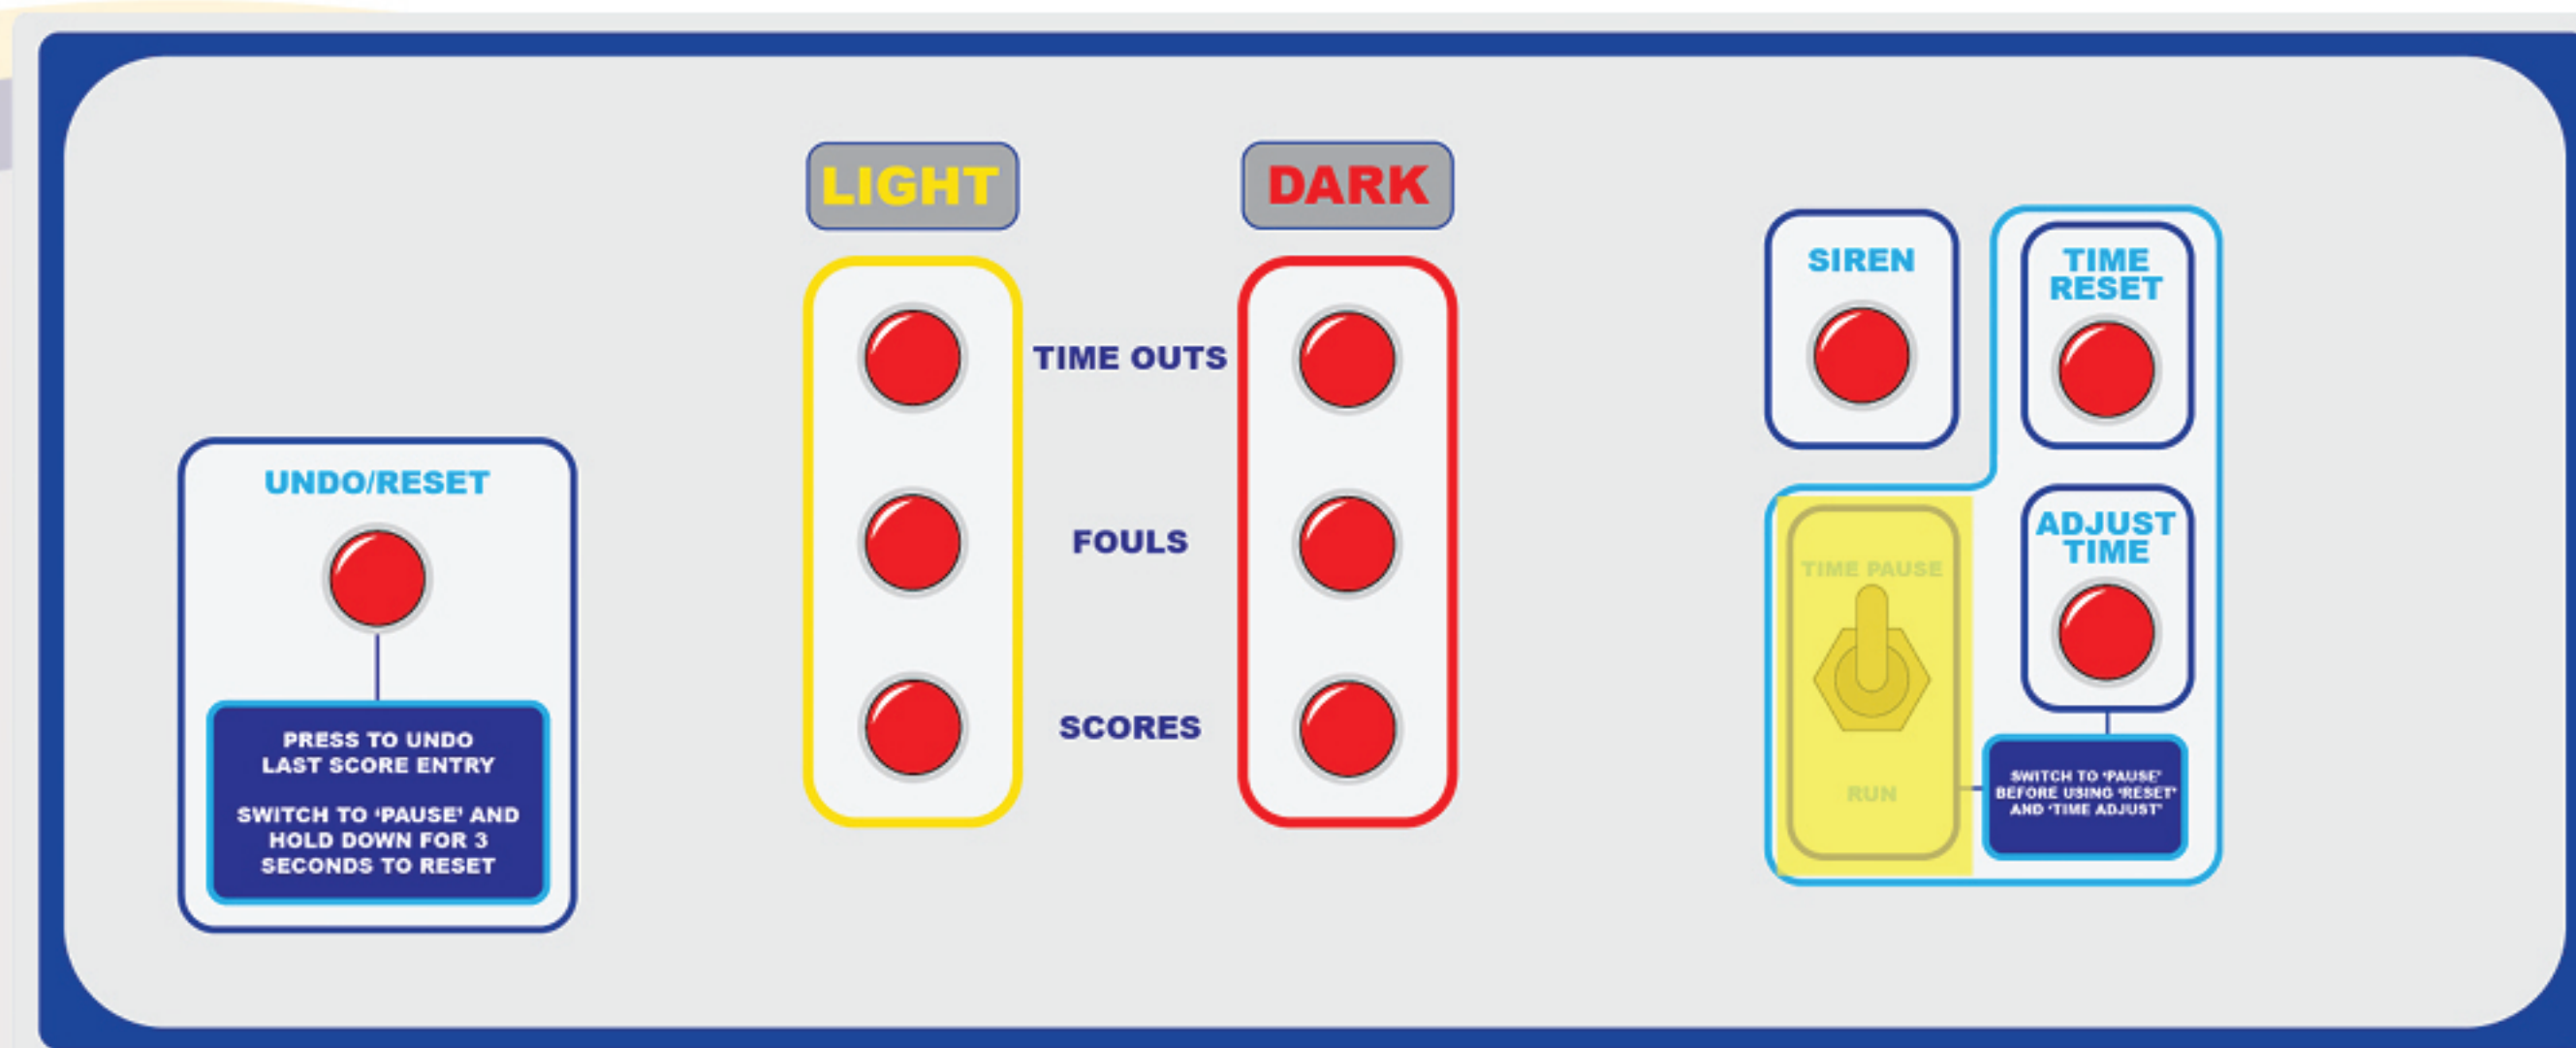 LIGHT
DARK
SIREN
TIME
RESET
TIME OUTS
UNDO/RESET
FOULS
ADJUST
TIME
TIME PAUSE
SCORES
PRESS TO UNDO
LAST SCORE ENTRY
SWITCH TO ‘PAUSE’ AND
HOLD DOWN FOR 3
SECONDS TO RESET
RUN
SWITCH TO ‘PAUSE’
BEFORE USING ‘RESET’
AND ‘TIME ADJUST’